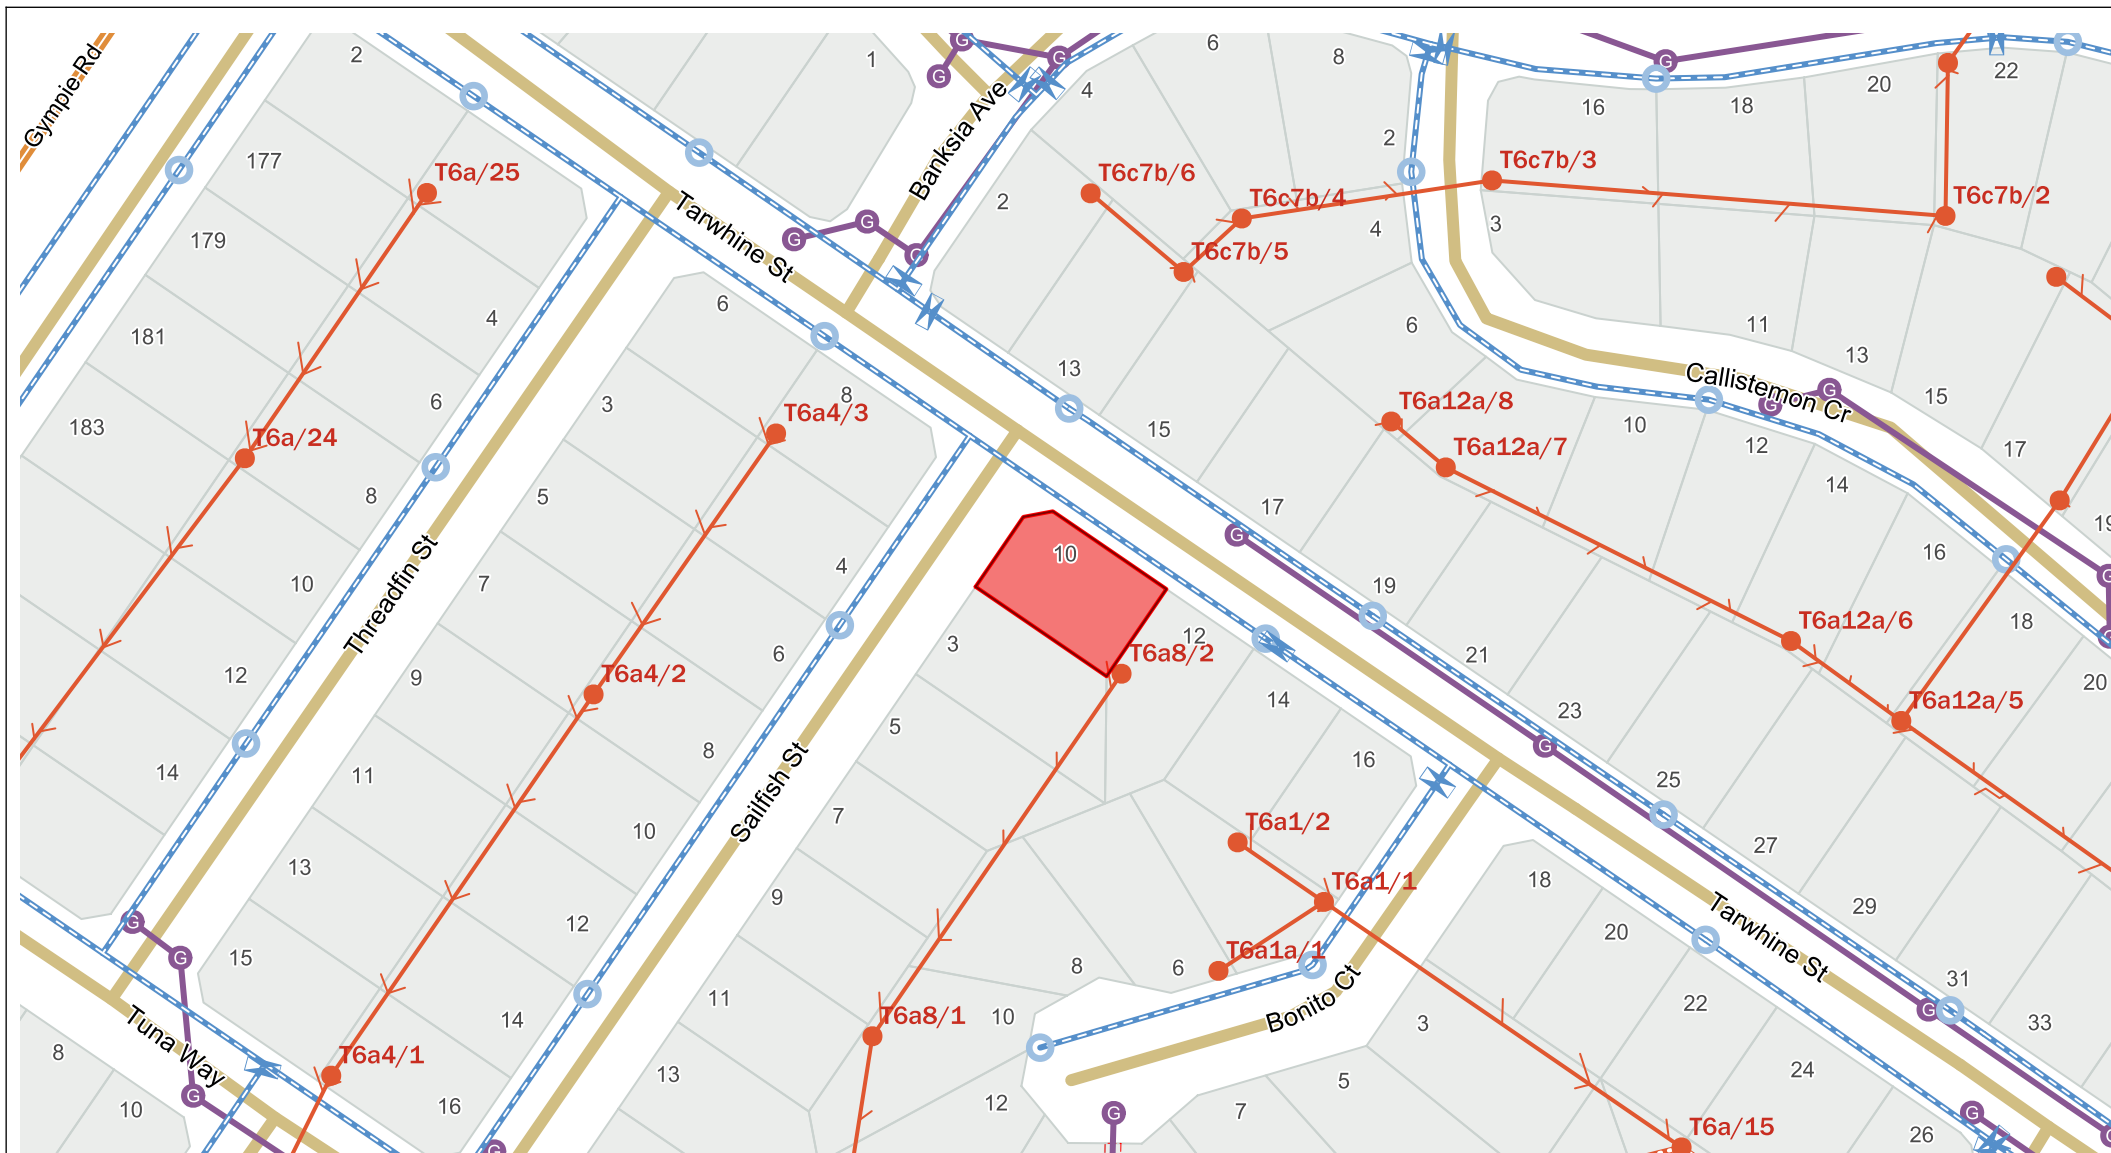 Gympie Rd
2
1
G
G
G
4
6
8
G
16
18
20
22
177
179
181
183
T6a/25
T6a/24
4
6
8
10
12
14
Threadfin St
Banksia Ave
2
G
G
G
Tarwhine St
T6c7b/6
T6c7b/5
T6c7b/4
T6c7b/3
T6c7b/2
2
4
6
3
11
13
15
17
19
Callistemon Cr
G
G
G
G
10
12
14
16
18
20
6
8
T6a4/3
3
5
7
9
11
13
15
T6a4/2
T6a4/1
4
6
8
10
12
14
16
Sailfish St
13
15
17
19
21
23
25
27
29
31
33
G
G
G
G
G
T6a12a/8
T6a12a/7
T6a12a/6
T6a12a/5
10
12
14
16
T6a8/2
3
5
7
9
11
13
T6a8/1
T6a1/2
T6a1/1
T6a1a/1
8
6
10
12
Bonito Ct
3
5
7
G
18
20
22
24
26
Tarwhine St
T6a/15
G
G
G
G
Tuna Way
8
10